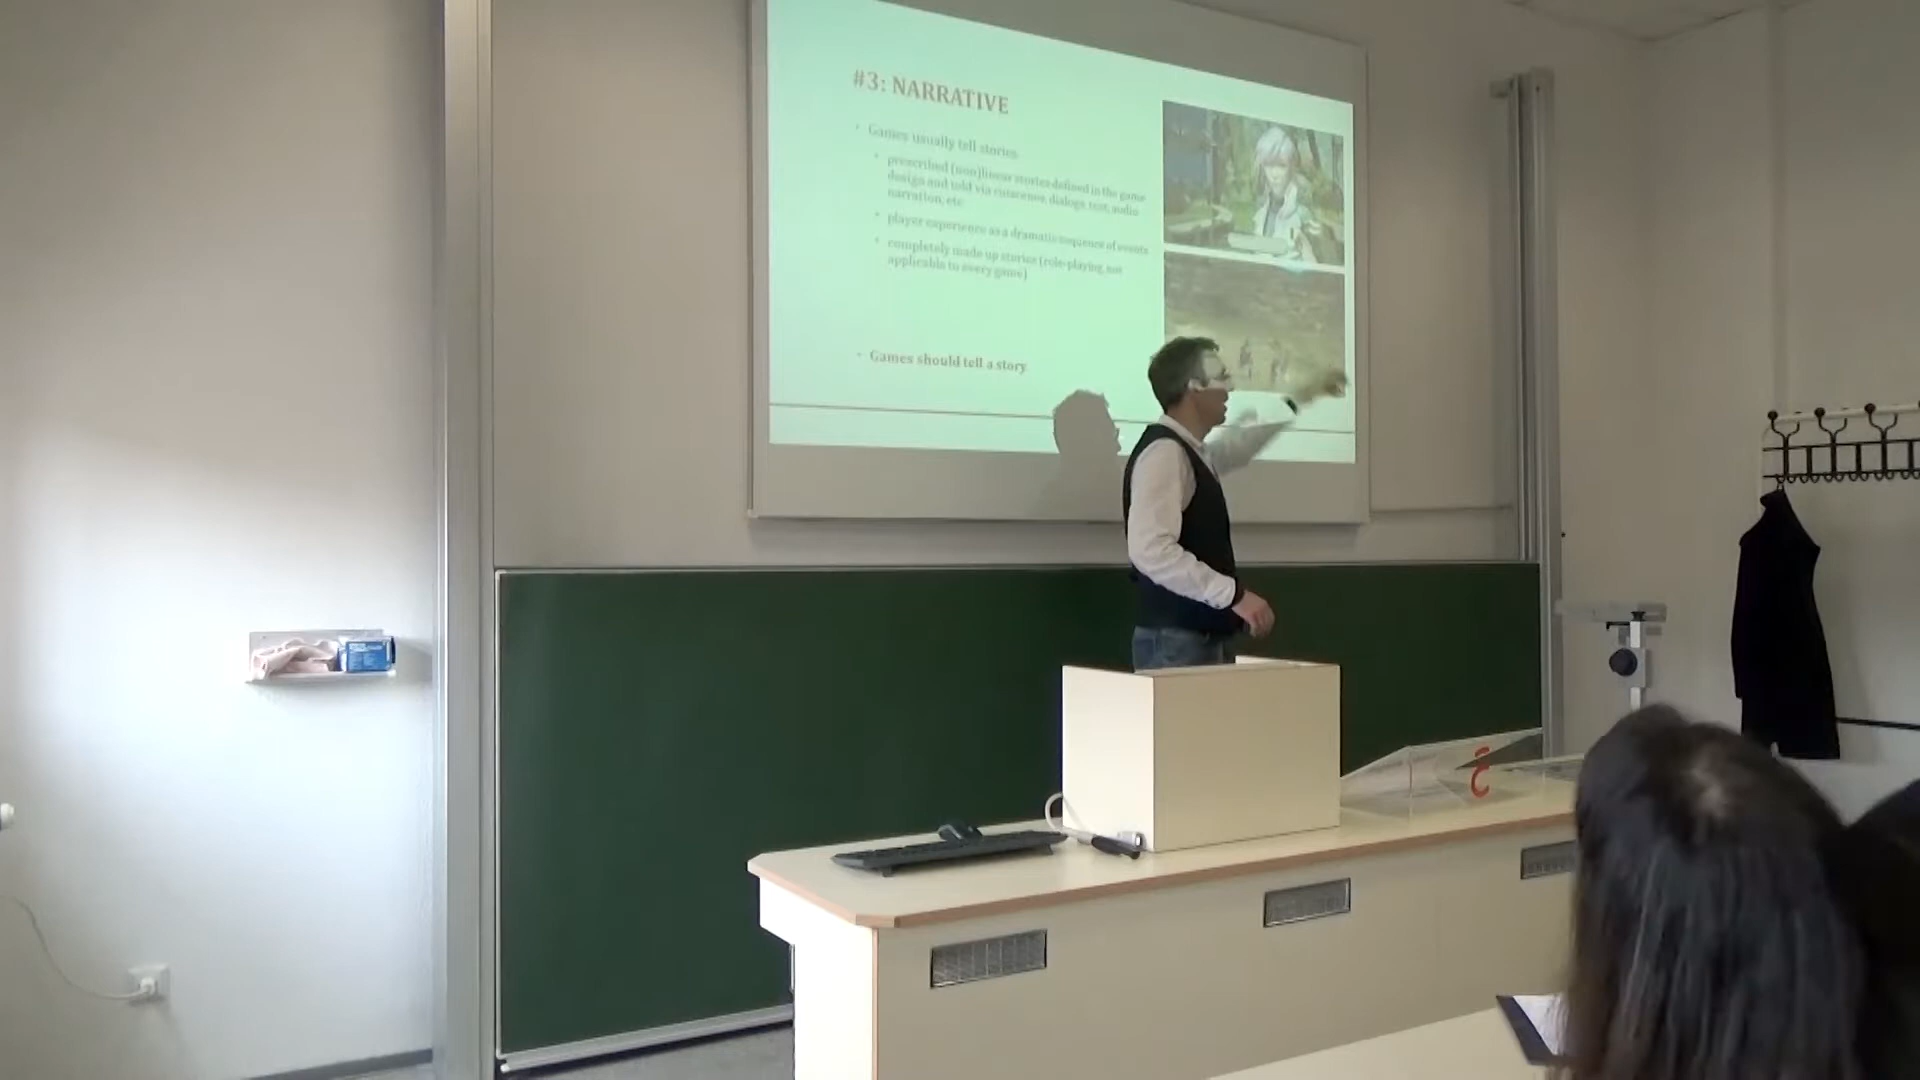 #3: NARRATIVE
Games usually tell stories
prescribed (non)linear stories defined in the game
design and told via cutscenes, dialogs, text, audio
narration, etc
player experience as a dramatic sequence of events
completely made up stories (role-playing, not
applicable to every game)
Games should tell a story